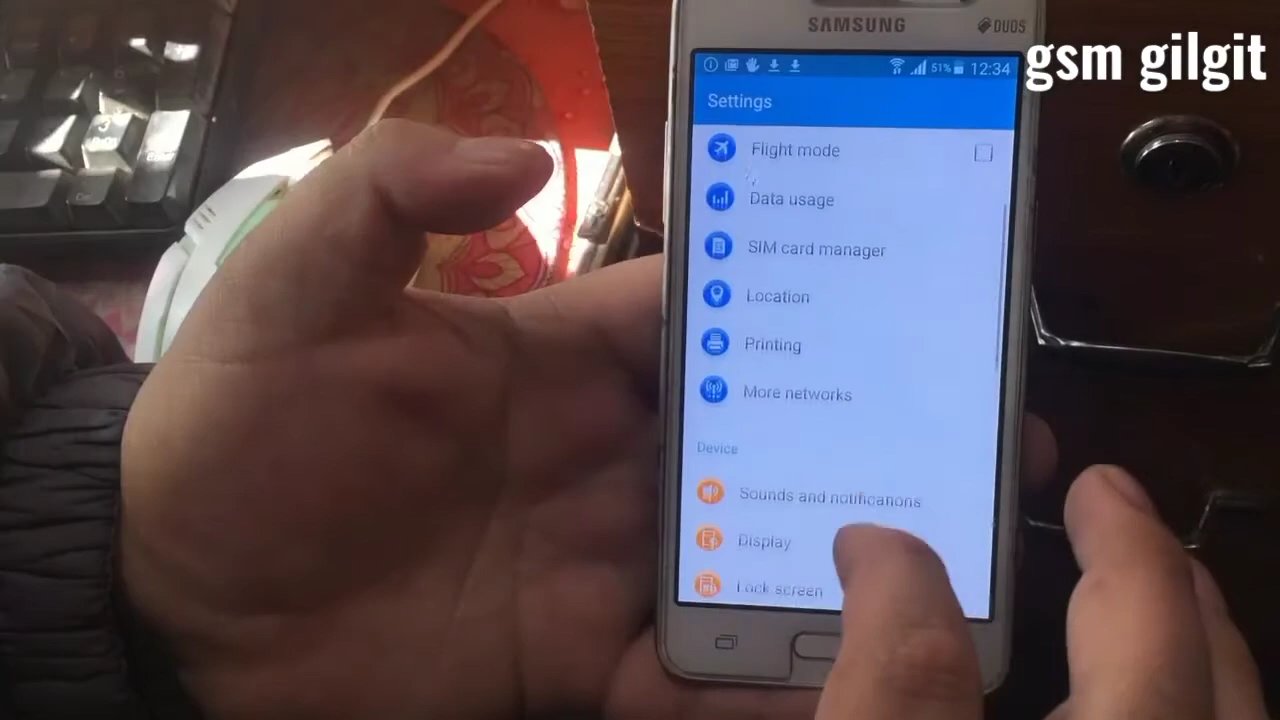 SAMSUNG
DUOS
gsm gilgit
51% 12:34
Settings
Flight mode
Data usage
SIM card manager
Location
Printing
More networks
Device
Sounds and notifications
Display
Lock screen
3